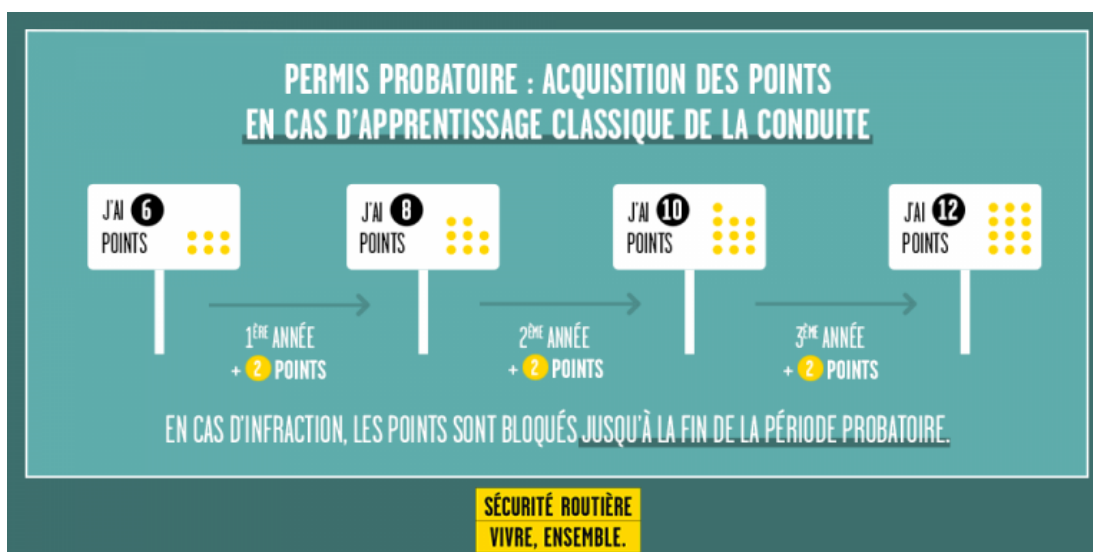 PERMIS PROBATOIRE : ACQUISITION DES POINTS
EN CAS D'APPRENTISSAGE CLASSIQUE DE LA CONDUITE
J'AI 6
POINTS
J'AI 8
POINTS
J'AI 10
POINTS
J'AI 12
POINTS
1ÈRE ANNÉE
+ 2 POINTS
2ÈME ANNÉE
+ 2 POINTS
3ÈME ANNÉE
+ 2 POINTS
EN CAS D'INFRACTION, LES POINTS SONT BLOQUÉS JUSQU'À LA FIN DE LA PÉRIODE PROBATOIRE.
SÉCURITÉ ROUTIÈRE
VIVRE, ENSEMBLE.